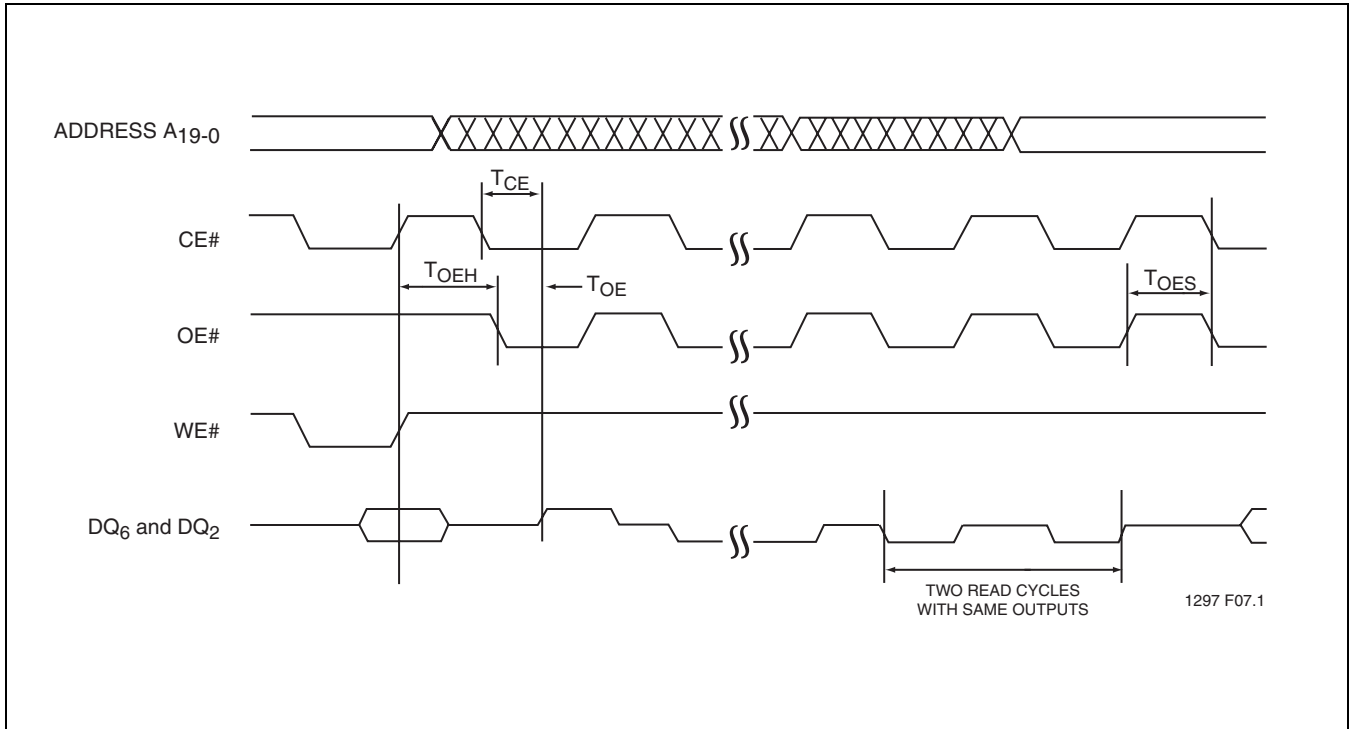 ADDRESS A19-0
TCE
CE#
TOEH
TOE
TOES
OE#
WE#
DQ6 and DQ2
TWO READ CYCLES
WITH SAME OUTPUTS
1297 F07.1